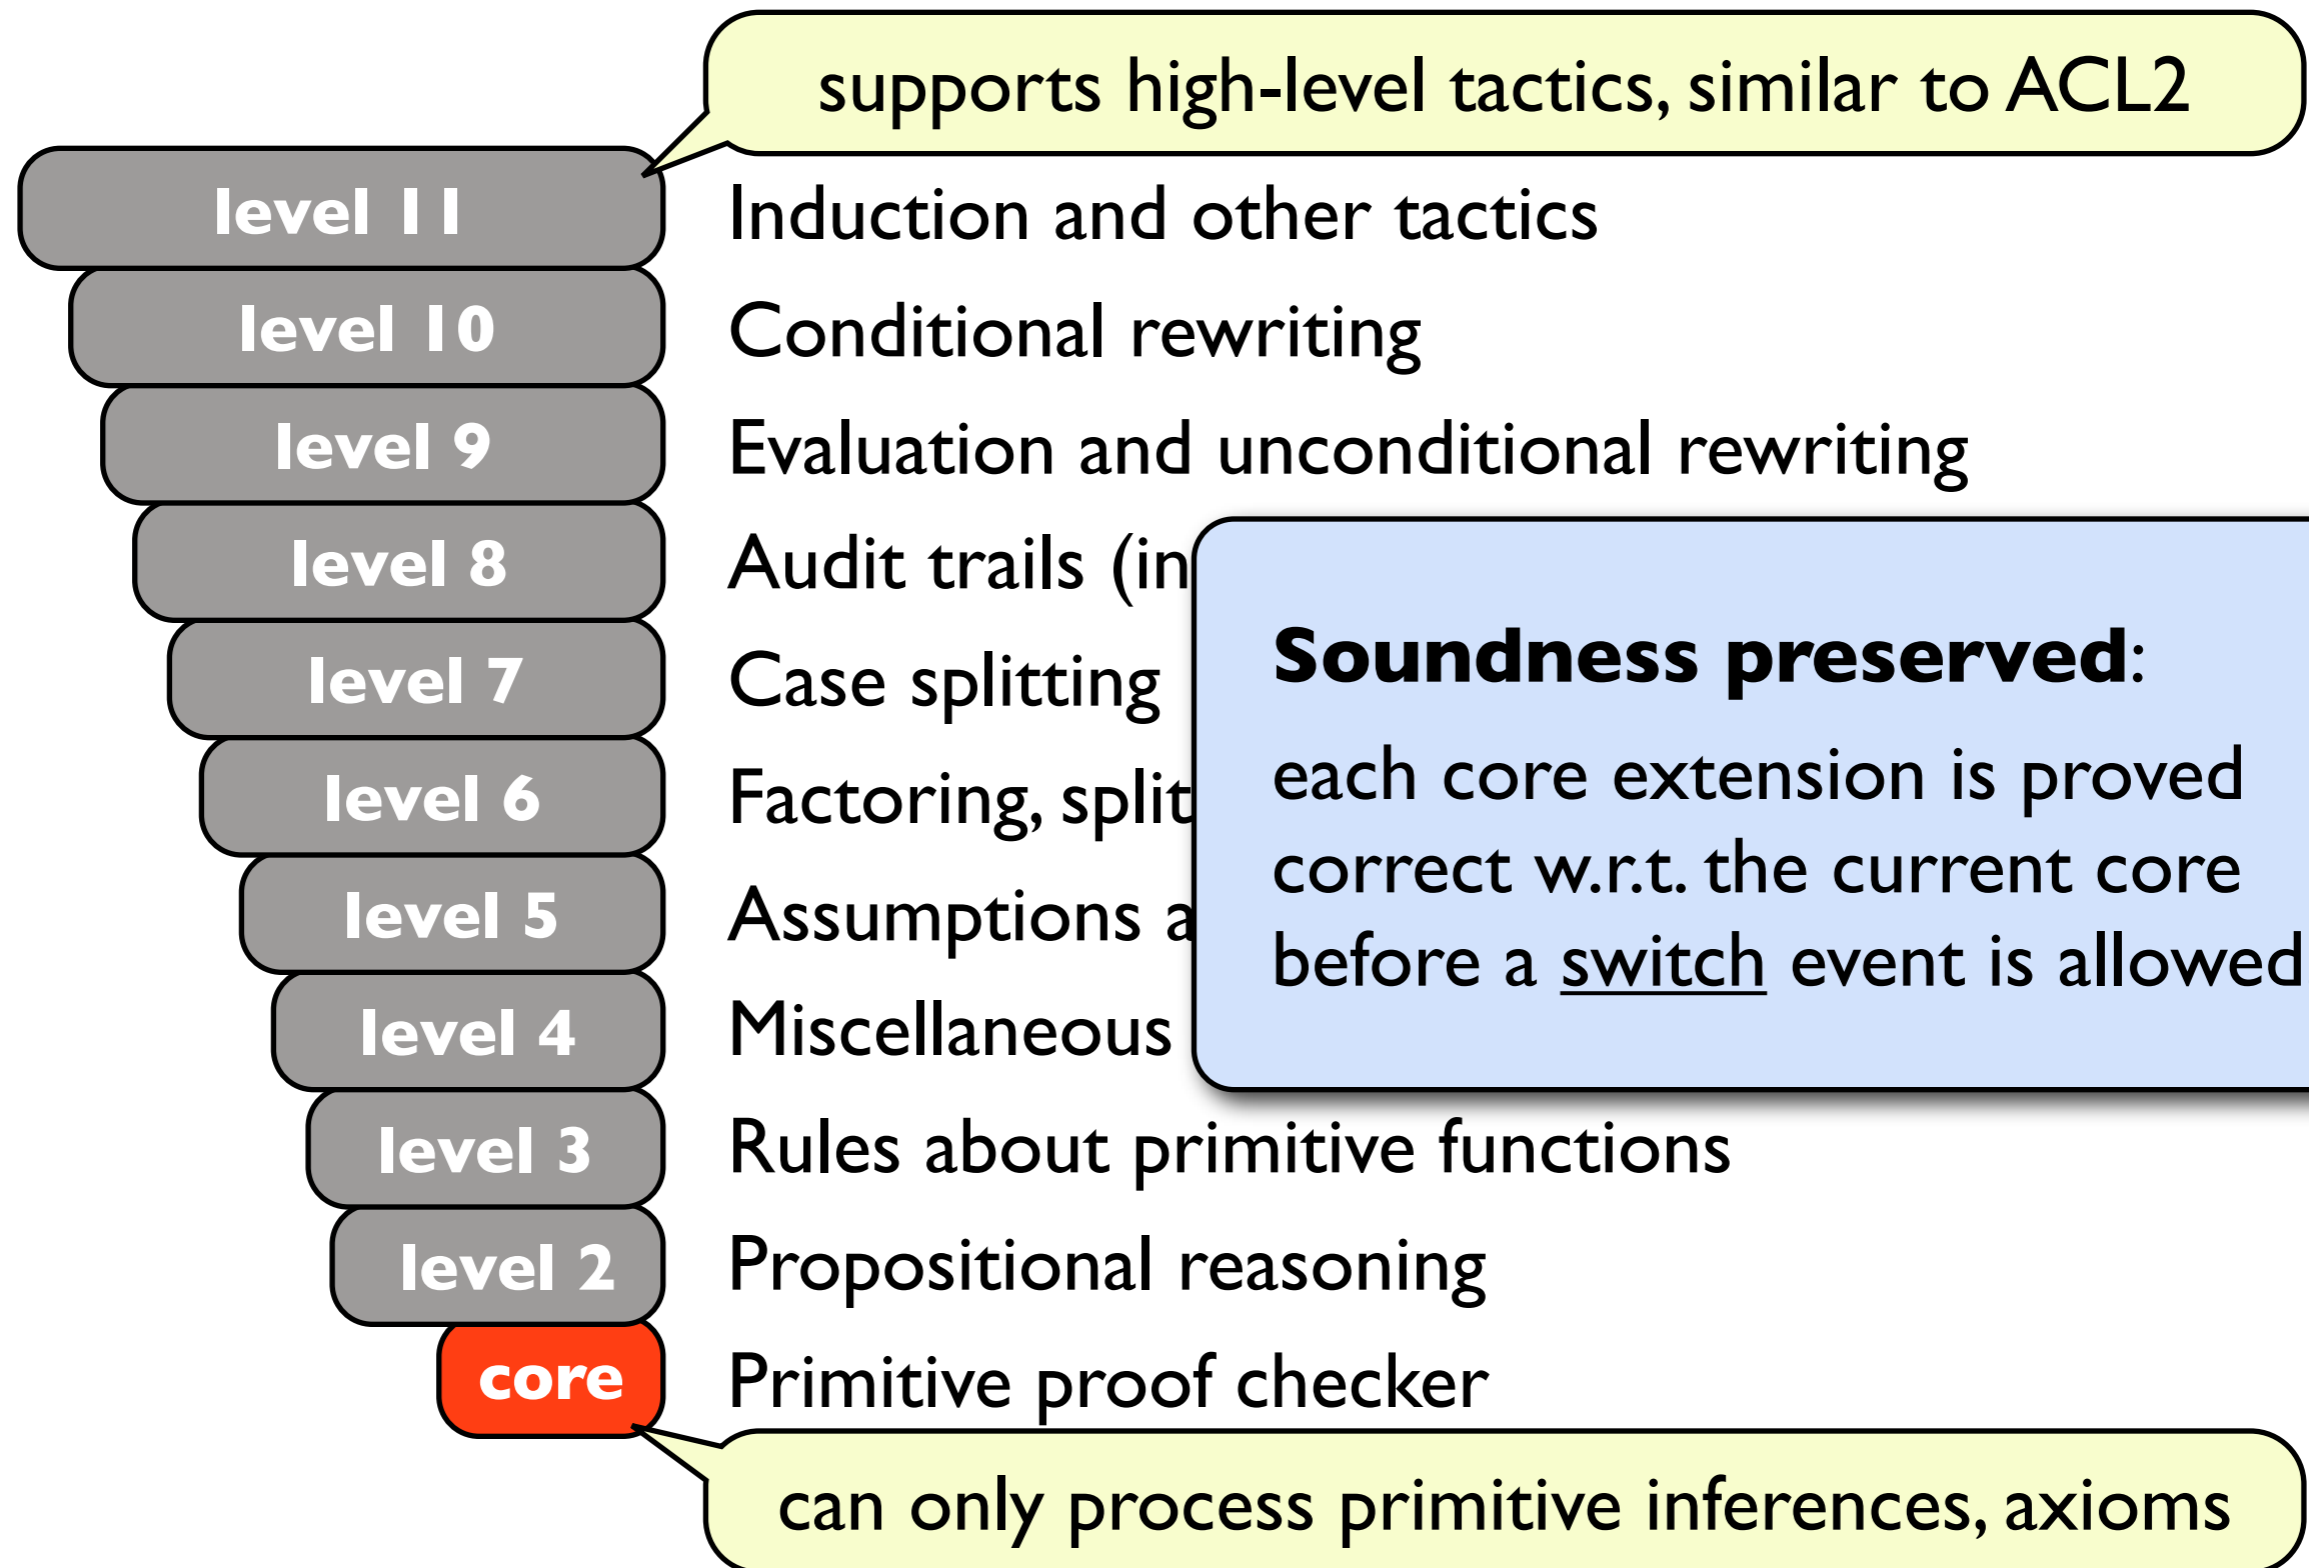 supports high-level tactics, similar to ACL2
level 11 Induction and other tactics
level 10 Conditional rewriting
level 9 Evaluation and unconditional rewriting
level 8 Audit trails (in
level 7 Case splitting
level 6 Factoring, split
level 5 Assumptions a
level 4 Miscellaneous
Soundness preserved:
each core extension is proved
correct w.r.t. the current core
before a switch event is allowed
level 3 Rules about primitive functions
level 2 Propositional reasoning
core Primitive proof checker
can only process primitive inferences, axioms